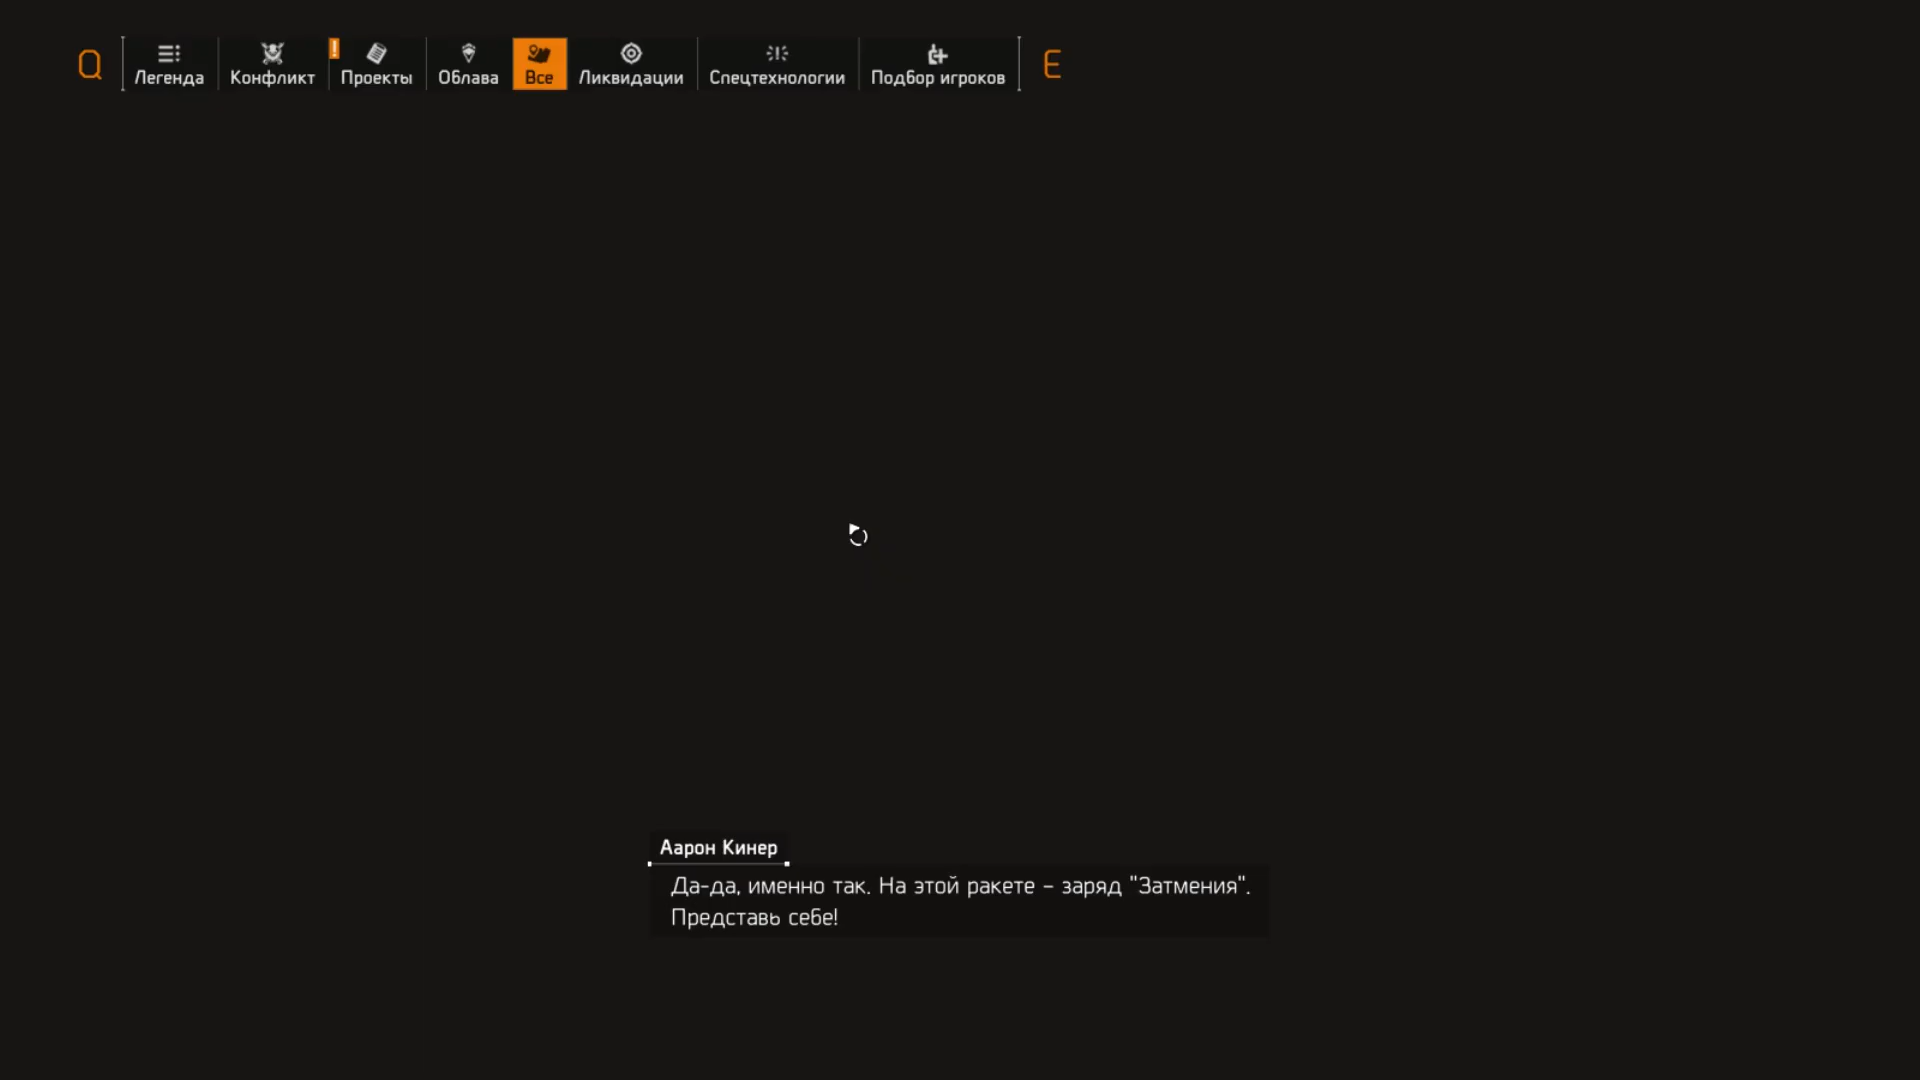 Q
Легенда
Конфликт
!
Проекты
Облава
Все
Ликвидации
Спецтехнологии
Подбор игроков
E
Аарон Кинер
Да-да, именно так. На этой ракете – заряд "Затмения".
Представь себе!